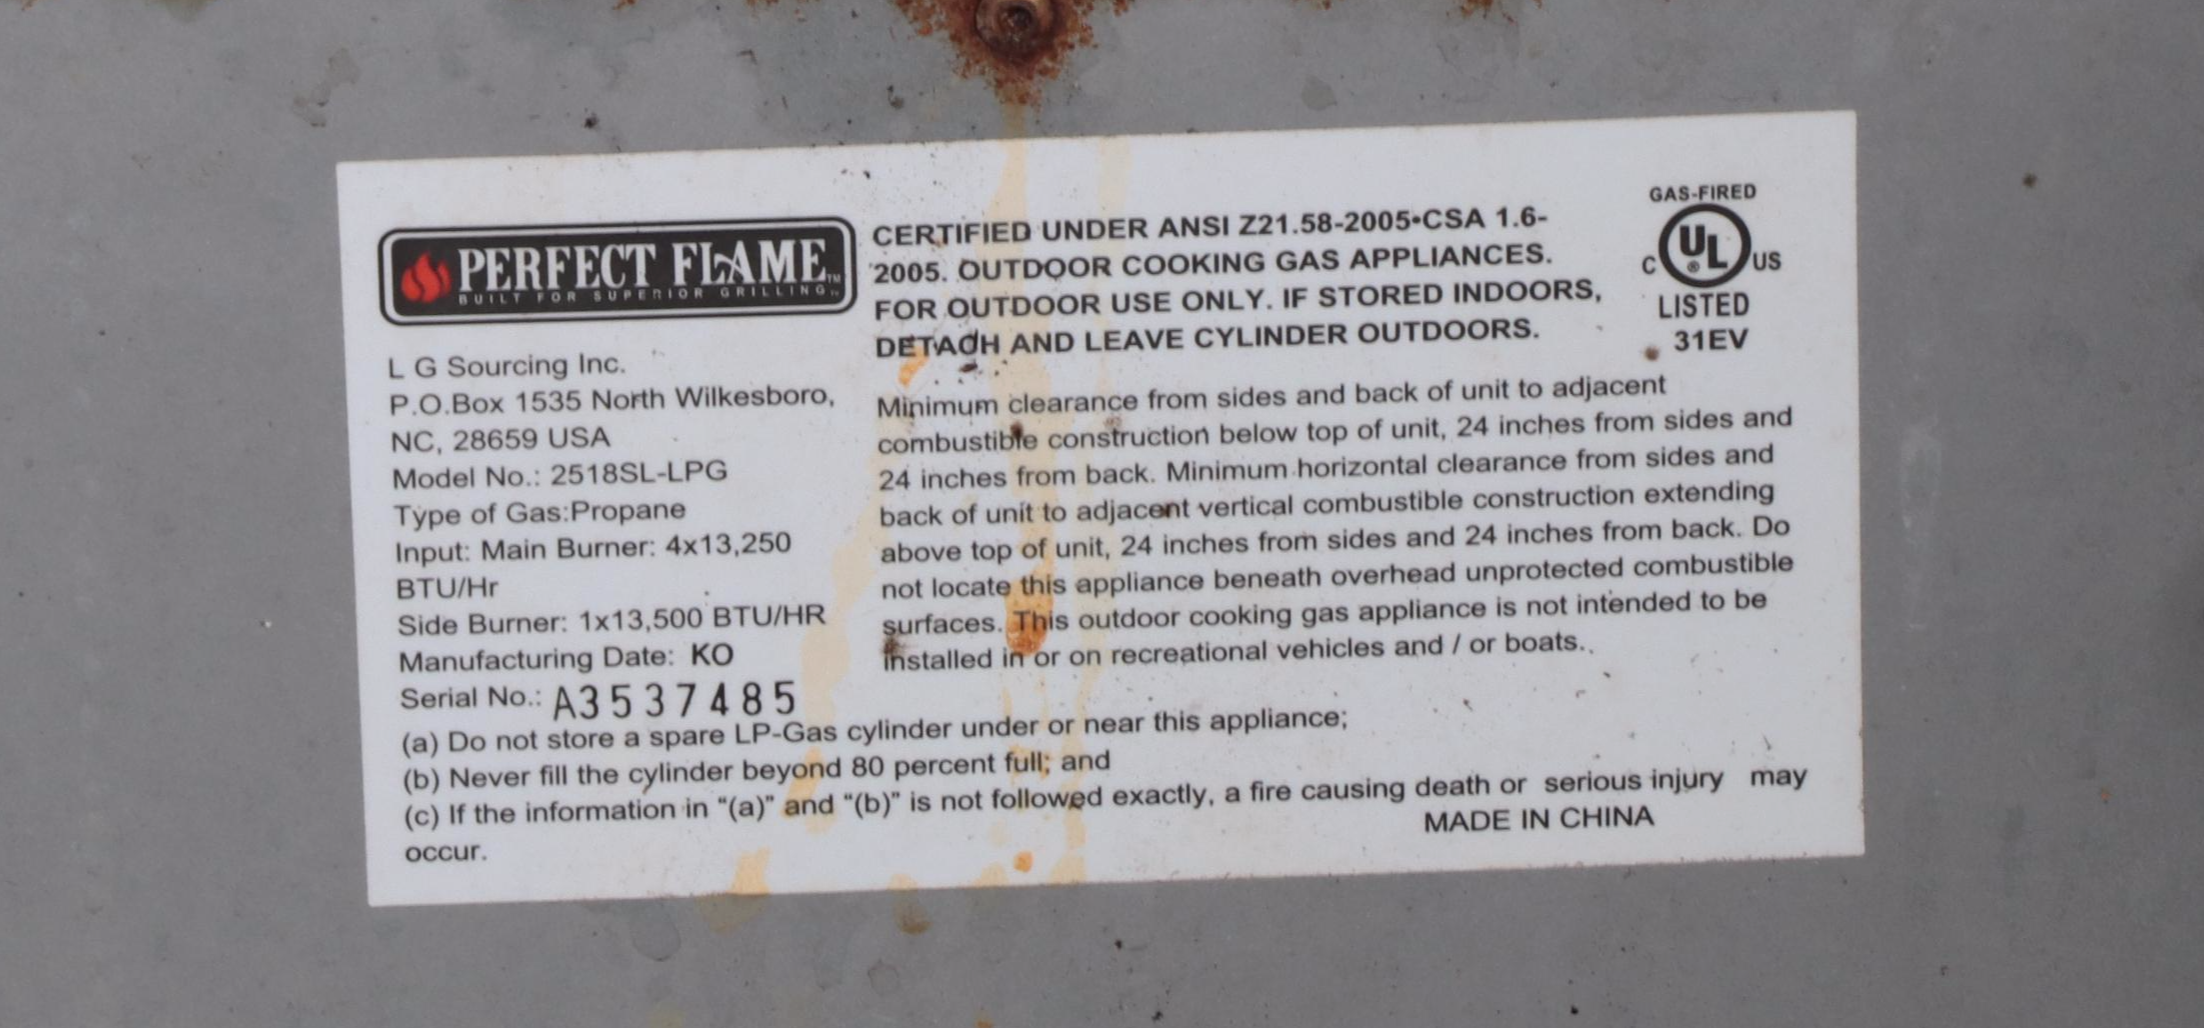 PERFECT FLAME™
BUILT FOR SUPERIOR GRILLING™
L G Sourcing Inc.
P.O.Box 1535 North Wilkesboro,
NC, 28659 USA
Model No.: 2518SL-LPG
Type of Gas:Propane
Input: Main Burner: 4x13,250
BTU/Hr
Side Burner: 1x13,500 BTU/HR
Manufacturing Date: KO
Serial No.: A3537485
CERTIFIED UNDER ANSI Z21.58-2005•CSA 1.6-
2005. OUTDOOR COOKING GAS APPLIANCES.
FOR OUTDOOR USE ONLY. IF STORED INDOORS,
DETACH AND LEAVE CYLINDER OUTDOORS.
GAS-FIRED
C UL® US
LISTED
31EV
Minimum clearance from sides and back of unit to adjacent
combustible construction below top of unit, 24 inches from sides and
24 inches from back. Minimum horizontal clearance from sides and
back of unit to adjacent vertical combustible construction extending
above top of unit, 24 inches from sides and 24 inches from back. Do
not locate this appliance beneath overhead unprotected combustible
surfaces. This outdoor cooking gas appliance is not intended to be
installed in or on recreational vehicles and / or boats.
(a) Do not store a spare LP-Gas cylinder under or near this appliance;
(b) Never fill the cylinder beyond 80 percent full; and
(c) If the information in “(a)” and “(b)” is not followed exactly, a fire causing death or serious injury may
occur.
MADE IN CHINA